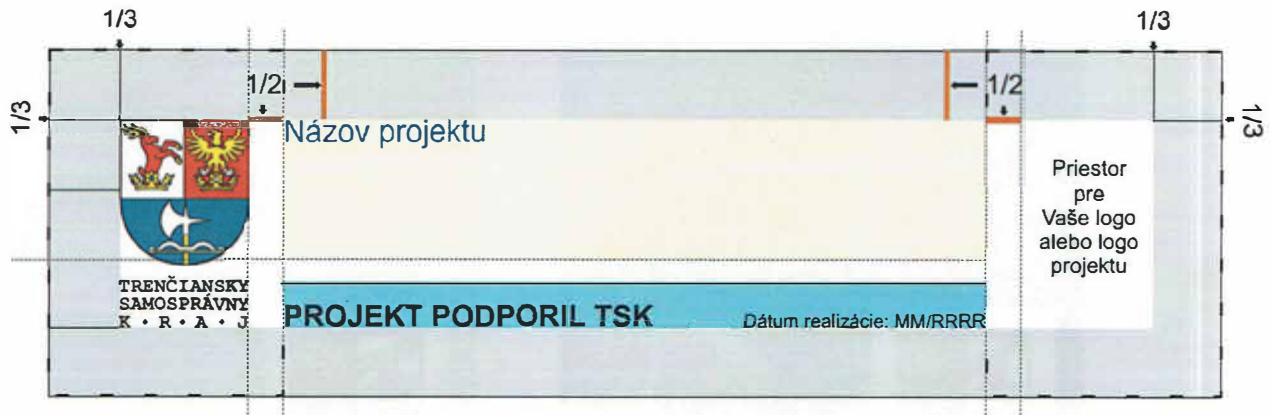 1/3
1/3
1/2
1/2
1/3
1/3
Názov projektu
Priestor
pre
Vaše logo
alebo logo
projektu
TRENČIANSKY
SAMOSPRÁVNY
K · R · A · J
PROJEKT PODPORIL TSK
Dátum realizácie: MM/RRRR